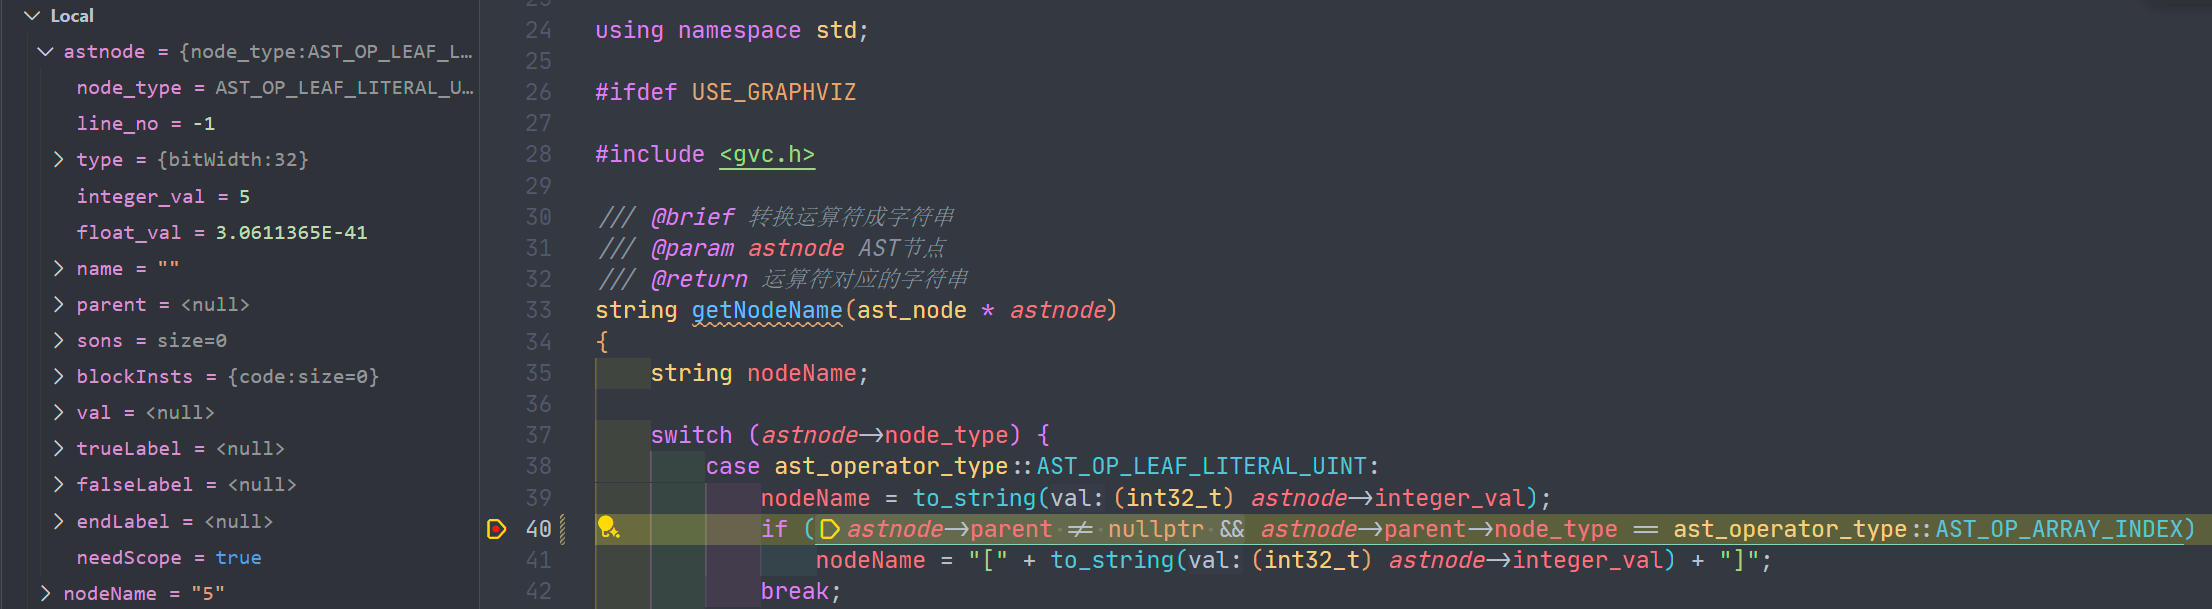 Local
astnode = {node_type:AST_OP_LEAF_L…
node_type = AST_OP_LEAF_LITERAL_U…
line_no = -1
type = {bitWidth:32}
integer_val = 5
float_val = 3.0611365E-41
name = ""
parent = <null>
sons = size=0
blockInsts = {code:size=0}
val = <null>
trueLabel = <null>
falseLabel = <null>
endLabel = <null>
needScope = true
nodeName = "5"
24 using namespace std;
25
26 #ifdef USE_GRAPHVIZ
27
28 #include <gvc.h>
29
30 /// @brief 转换运算符成字符串
31 /// @param astnode AST节点
32 /// @return 运算符对应的字符串
33 string getNodeName(ast_node * astnode)
34 {
35 string nodeName;
36
37 switch (astnode->node_type) {
38 case ast_operator_type::AST_OP_LEAF_LITERAL_UINT:
39 nodeName = to_string(val: (int32_t) astnode->integer_val);
40 if (astnode->parent != nullptr && astnode->parent->node_type == ast_operator_type::AST_OP_ARRAY_INDEX)
41 nodeName = "[" + to_string(val: (int32_t) astnode->integer_val) + "]";
42 break;